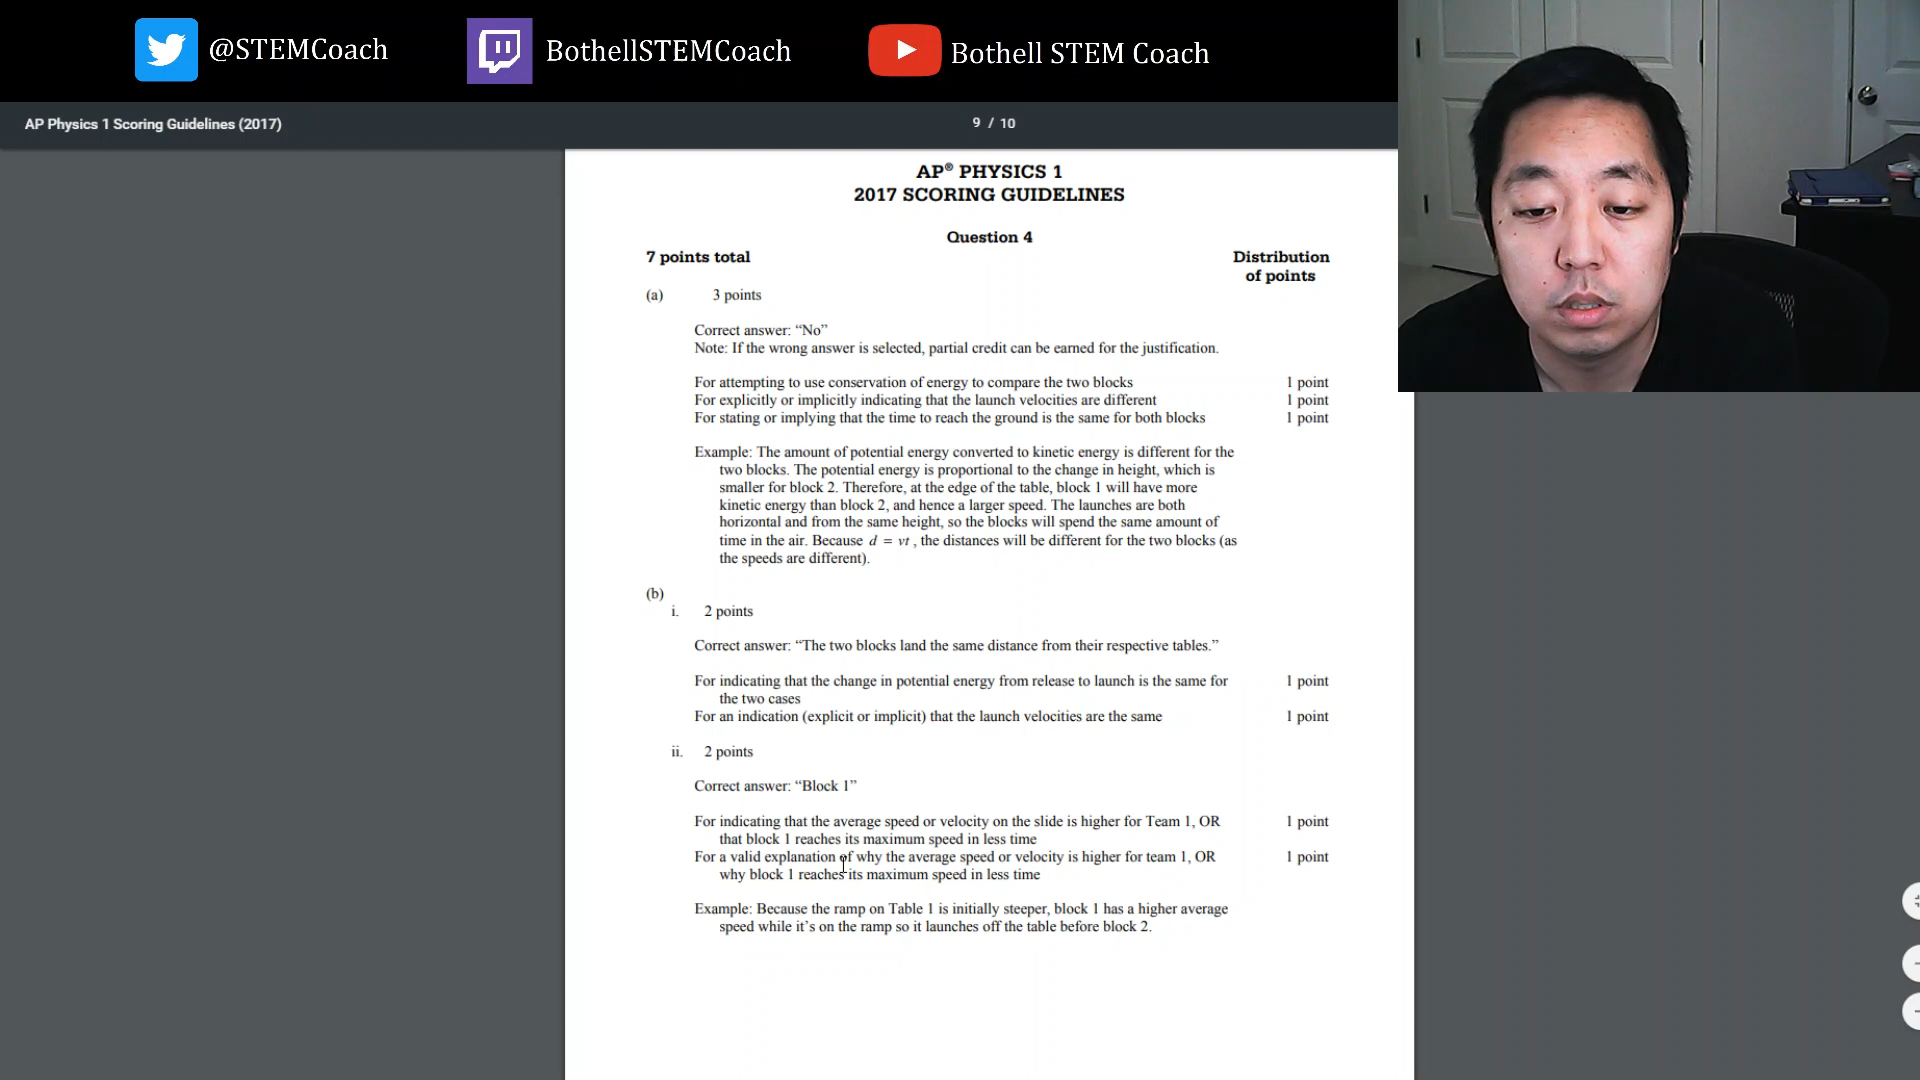 @STEMCoach
BothellSTEMCoach
Bothell STEM Coach
AP Physics 1 Scoring Guidelines (2017)
9 / 10
AP® PHYSICS 1
2017 SCORING GUIDELINES
Question 4
7 points total
Distribution
of points
(a) 3 points
Correct answer: “No”
Note: If the wrong answer is selected, partial credit can be earned for the justification.
For attempting to use conservation of energy to compare the two blocks 1 point
For explicitly or implicitly indicating that the launch velocities are different 1 point
For stating or implying that the time to reach the ground is the same for both blocks 1 point
Example: The amount of potential energy converted to kinetic energy is different for the
two blocks. The potential energy is proportional to the change in height, which is
smaller for block 2. Therefore, at the edge of the table, block 1 will have more
kinetic energy than block 2, and hence a larger speed. The launches are both
horizontal and from the same height, so the blocks will spend the same amount of
time in the air. Because d = vt , the distances will be different for the two blocks (as
the speeds are different).
(b)
i. 2 points
Correct answer: “The two blocks land the same distance from their respective tables.”
For indicating that the change in potential energy from release to launch is the same for 1 point
the two cases
For an indication (explicit or implicit) that the launch velocities are the same 1 point
ii. 2 points
Correct answer: “Block 1”
For indicating that the average speed or velocity on the slide is higher for Team 1, OR 1 point
that block 1 reaches its maximum speed in less time
For a valid explanation of why the average speed or velocity is higher for team 1, OR 1 point
why block 1 reaches its maximum speed in less time
Example: Because the ramp on Table 1 is initially steeper, block 1 has a higher average
speed while it’s on the ramp so it launches off the table before block 2.